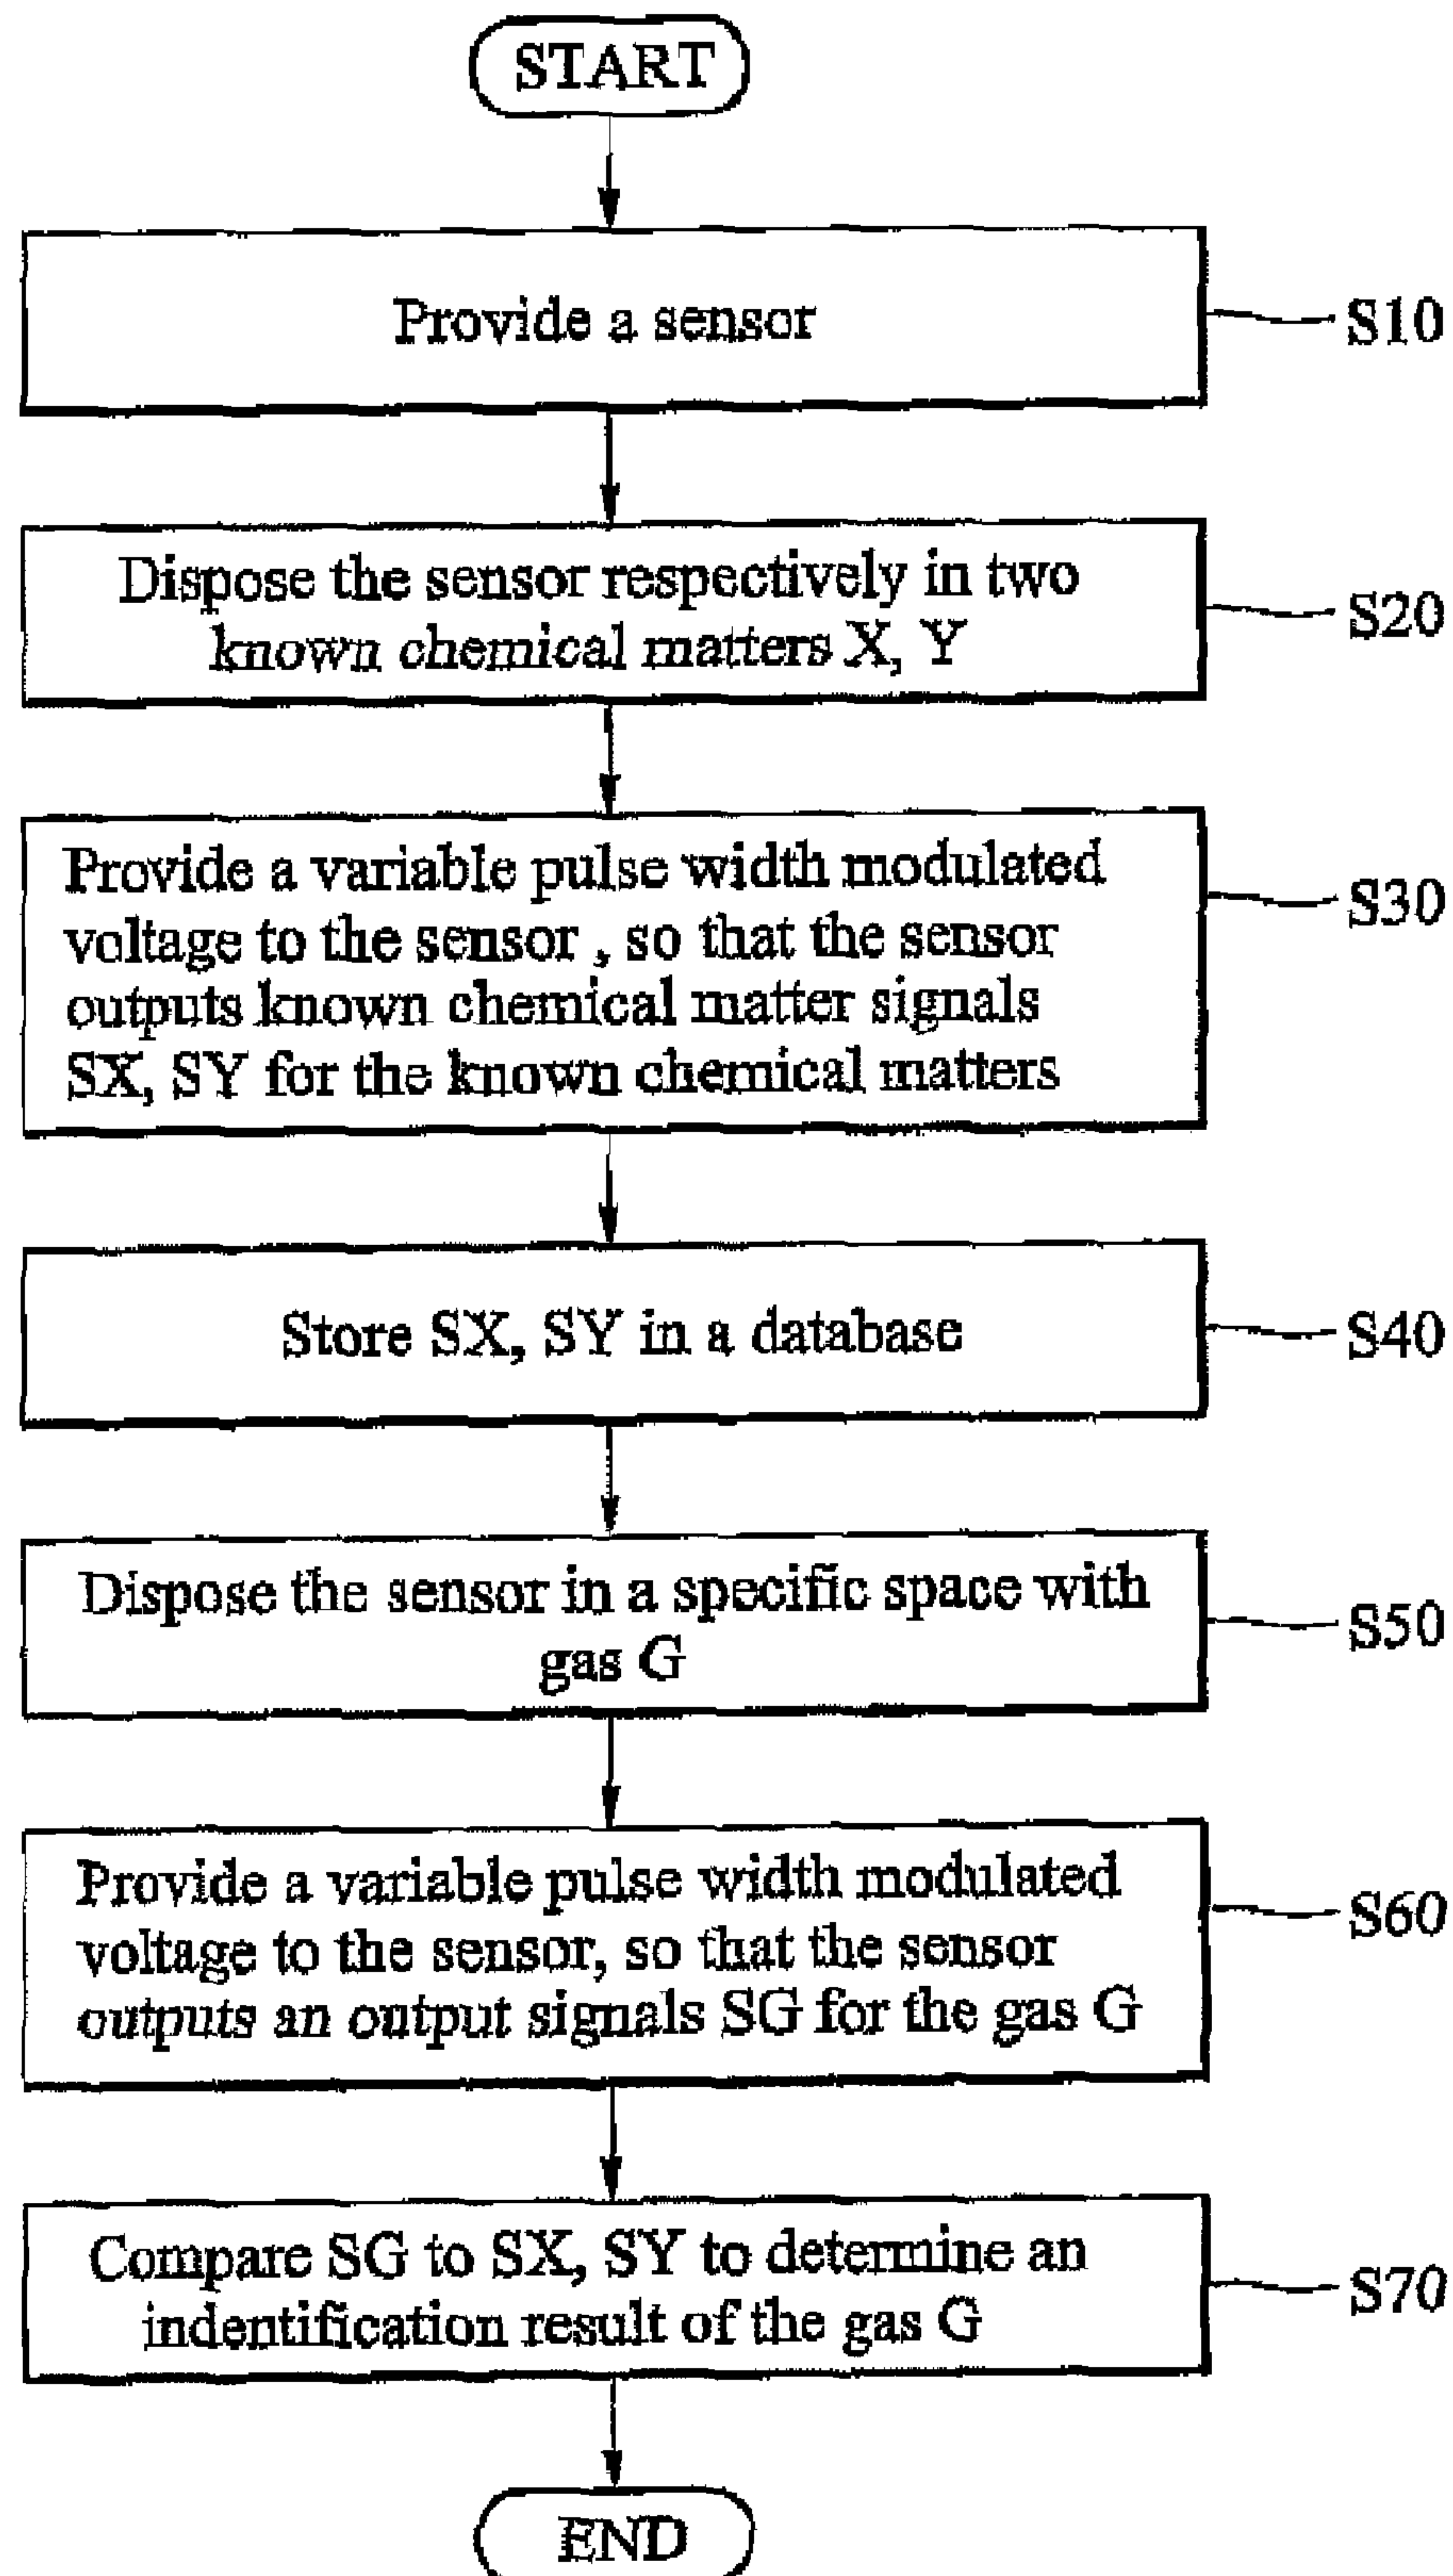 START
Provide a sensor
S10
Dispose the sensor respectively in two
known chemical matters X, Y
S20
Provide a variable pulse width modulated
voltage to the sensor , so that the sensor
outputs known chemical matter signals
SX, SY for the known chemical matters
S30
Store SX, SY in a database
S40
Dispose the sensor in a specific space with
gas G
S50
Provide a variable pulse width modulated
voltage to the sensor, so that the sensor
outputs an output signals SG for the gas G
S60
Compare SG to SX, SY to determine an
indentification result of the gas G
S70
END